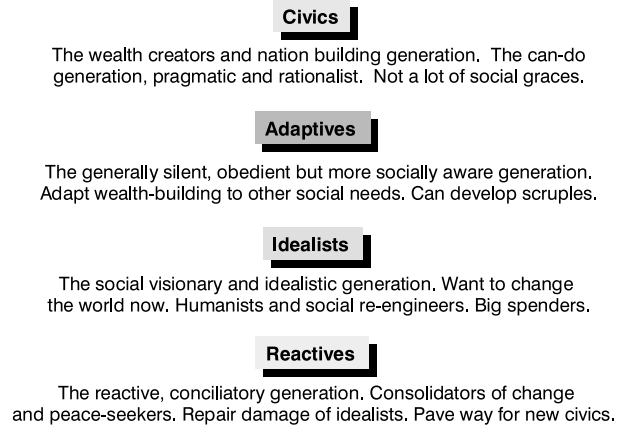 Civics
The wealth creators and nation building generation. The can-do
generation, pragmatic and rationalist. Not a lot of social graces.
Adaptives
The generally silent, obedient but more socially aware generation.
Adapt wealth-building to other social needs. Can develop scruples.
Idealists
The social visionary and idealistic generation. Want to change
the world now. Humanists and social re-engineers. Big spenders.
Reactives
The reactive, conciliatory generation. Consolidators of change
and peace-seekers. Repair damage of idealists. Pave way for new civics.